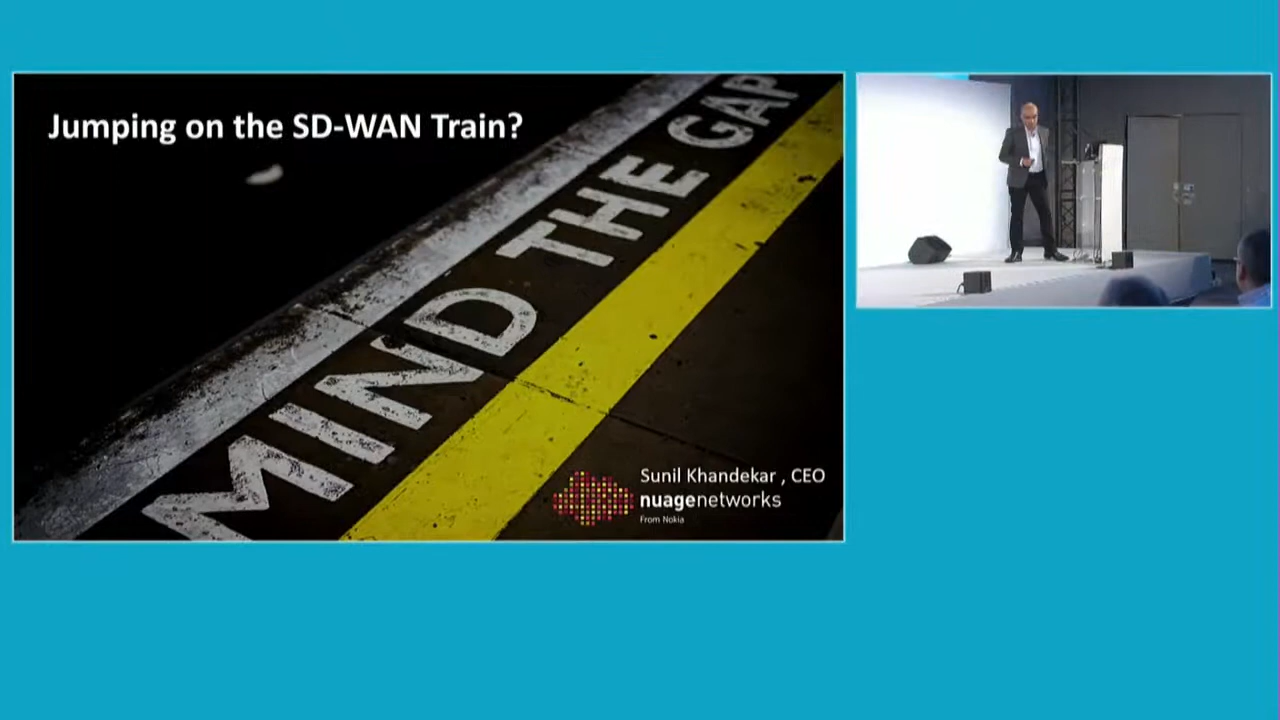 Jumping on the SD-WAN Train?
MIND THE GAP
Sunil Khandekar , CEO
nuagenetworks
From Nokia